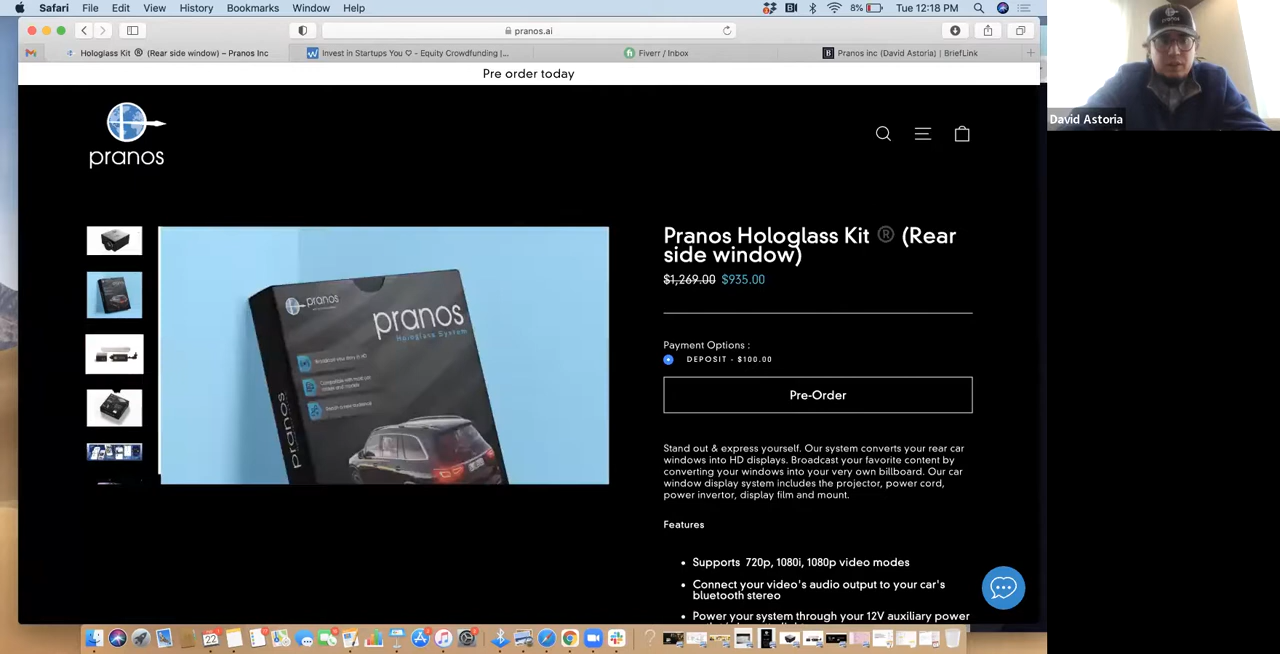 Safari File Edit View History Bookmarks Window Help
8% Tue 12:18 PM
pranos.ai
Hologlass Kit ® (Rear side window) – Pranos Inc
Invest in Startups You ♡ - Equity Crowdfunding |...
Fiverr / Inbox
Pranos inc (David Astoria) | BriefLink
Pre order today
pranos
David Astoria
Pranos Hologlass Kit ® (Rear
side window)
$1,269.00 $935.00
pranos
pranos
Hologlass System
pranos
Payment Options :
DEPOSIT - $100.00
Pre-Order
Stand out & express yourself. Our system converts your rear car
windows into HD displays. Broadcast your favorite content by
converting your windows into your very own billboard. Our car
window display system includes the projector, power cord,
power invertor, display film and mount.
Features
• Supports 720p, 1080i, 1080p video modes
• Connect your video's audio output to your car's
bluetooth stereo
• Power your system through your 12V auxiliary power
22